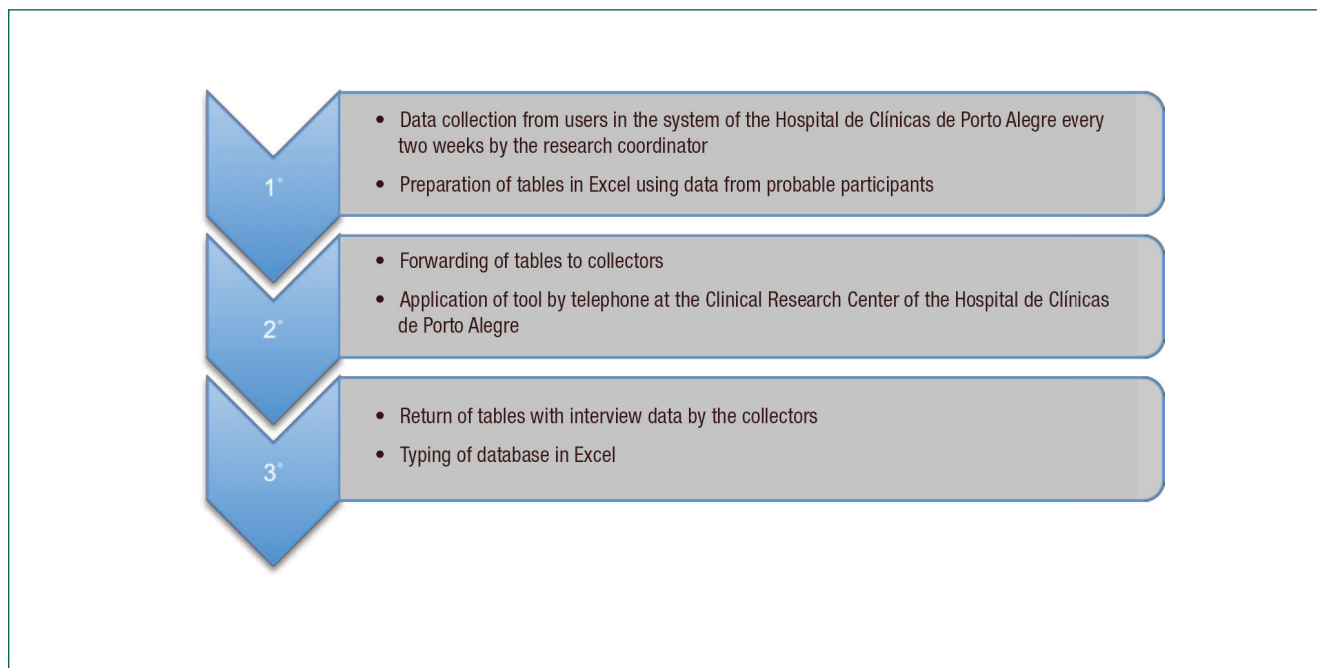 1°
• Data collection from users in the system of the Hospital de Clínicas de Porto Alegre every
two weeks by the research coordinator
• Preparation of tables in Excel using data from probable participants
2°
• Forwarding of tables to collectors
• Application of tool by telephone at the Clinical Research Center of the Hospital de Clínicas
de Porto Alegre
3°
• Return of tables with interview data by the collectors
• Typing of database in Excel